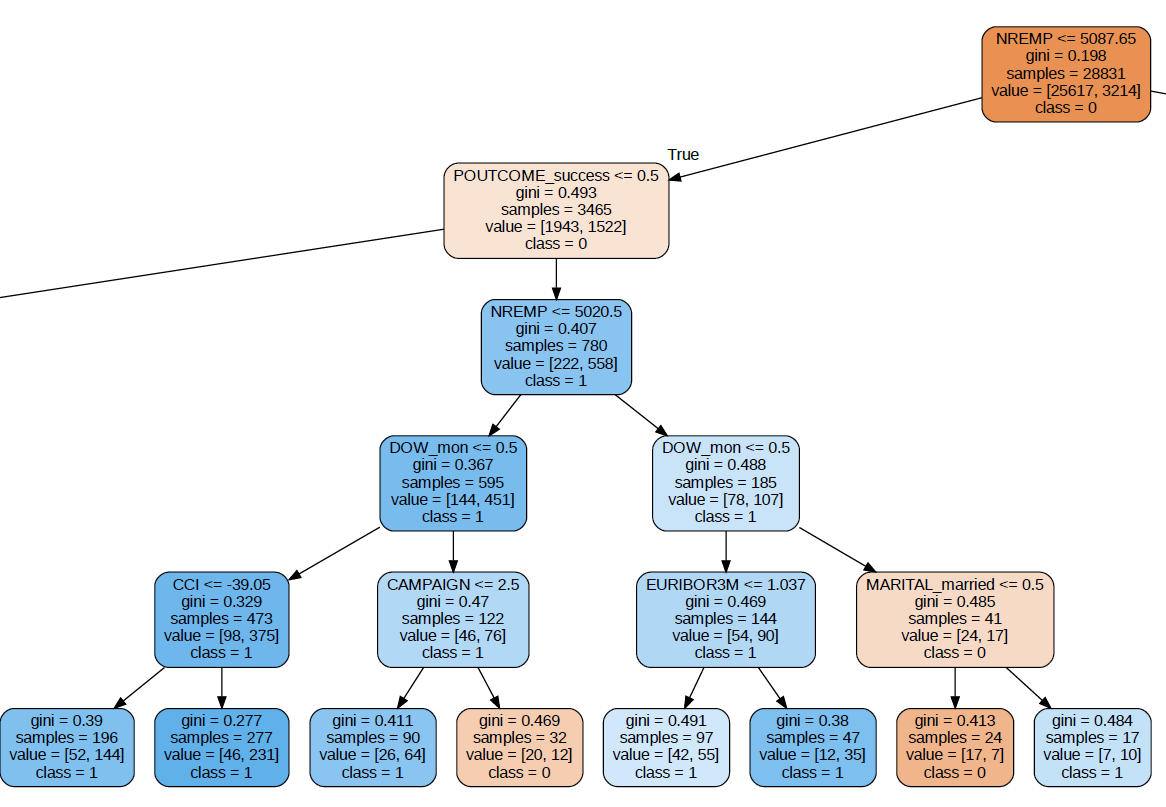 NREMP <= 5087.65
gini = 0.198
samples = 28831
value = [25617, 3214]
class = 0
True
POUTCOME_success <= 0.5
gini = 0.493
samples = 3465
value = [1943, 1522]
class = 0
NREMP <= 5020.5
gini = 0.407
samples = 780
value = [222, 558]
class = 1
DOW_mon <= 0.5
gini = 0.367
samples = 595
value = [144, 451]
class = 1
DOW_mon <= 0.5
gini = 0.488
samples = 185
value = [78, 107]
class = 1
CCI <= -39.05
gini = 0.329
samples = 473
value = [98, 375]
class = 1
CAMPAIGN <= 2.5
gini = 0.47
samples = 122
value = [46, 76]
class = 1
EURIBOR3M <= 1.037
gini = 0.469
samples = 144
value = [54, 90]
class = 1
MARITAL_married <= 0.5
gini = 0.485
samples = 41
value = [24, 17]
class = 0
gini = 0.39
samples = 196
value = [52, 144]
class = 1
gini = 0.277
samples = 277
value = [46, 231]
class = 1
gini = 0.411
samples = 90
value = [26, 64]
class = 1
gini = 0.469
samples = 32
value = [20, 12]
class = 0
gini = 0.491
samples = 97
value = [42, 55]
class = 1
gini = 0.38
samples = 47
value = [12, 35]
class = 1
gini = 0.413
samples = 24
value = [17, 7]
class = 0
gini = 0.484
samples = 17
value = [7, 10]
class = 1